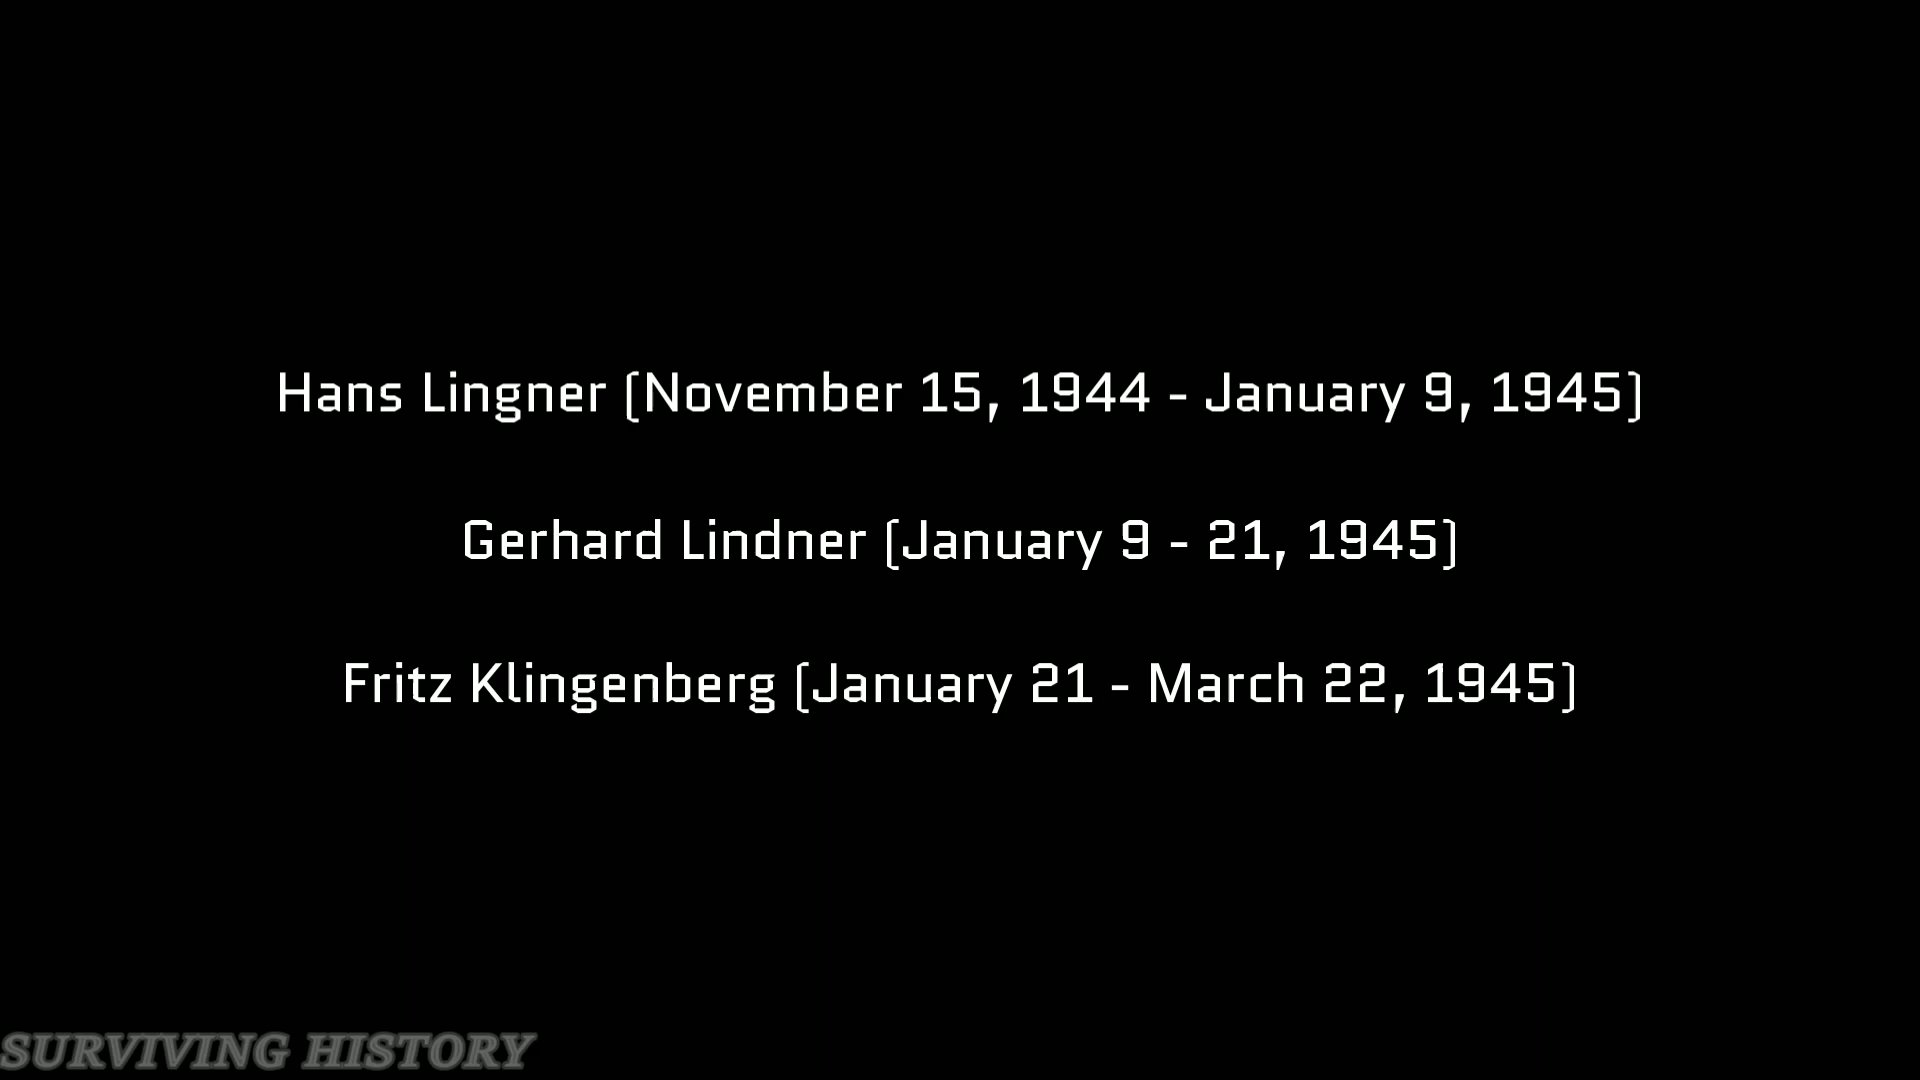 Hans Lingner (November 15, 1944 - January 9, 1945)
Gerhard Lindner (January 9 - 21, 1945)
Fritz Klingenberg (January 21 - March 22, 1945)
SURVIVING HISTORY